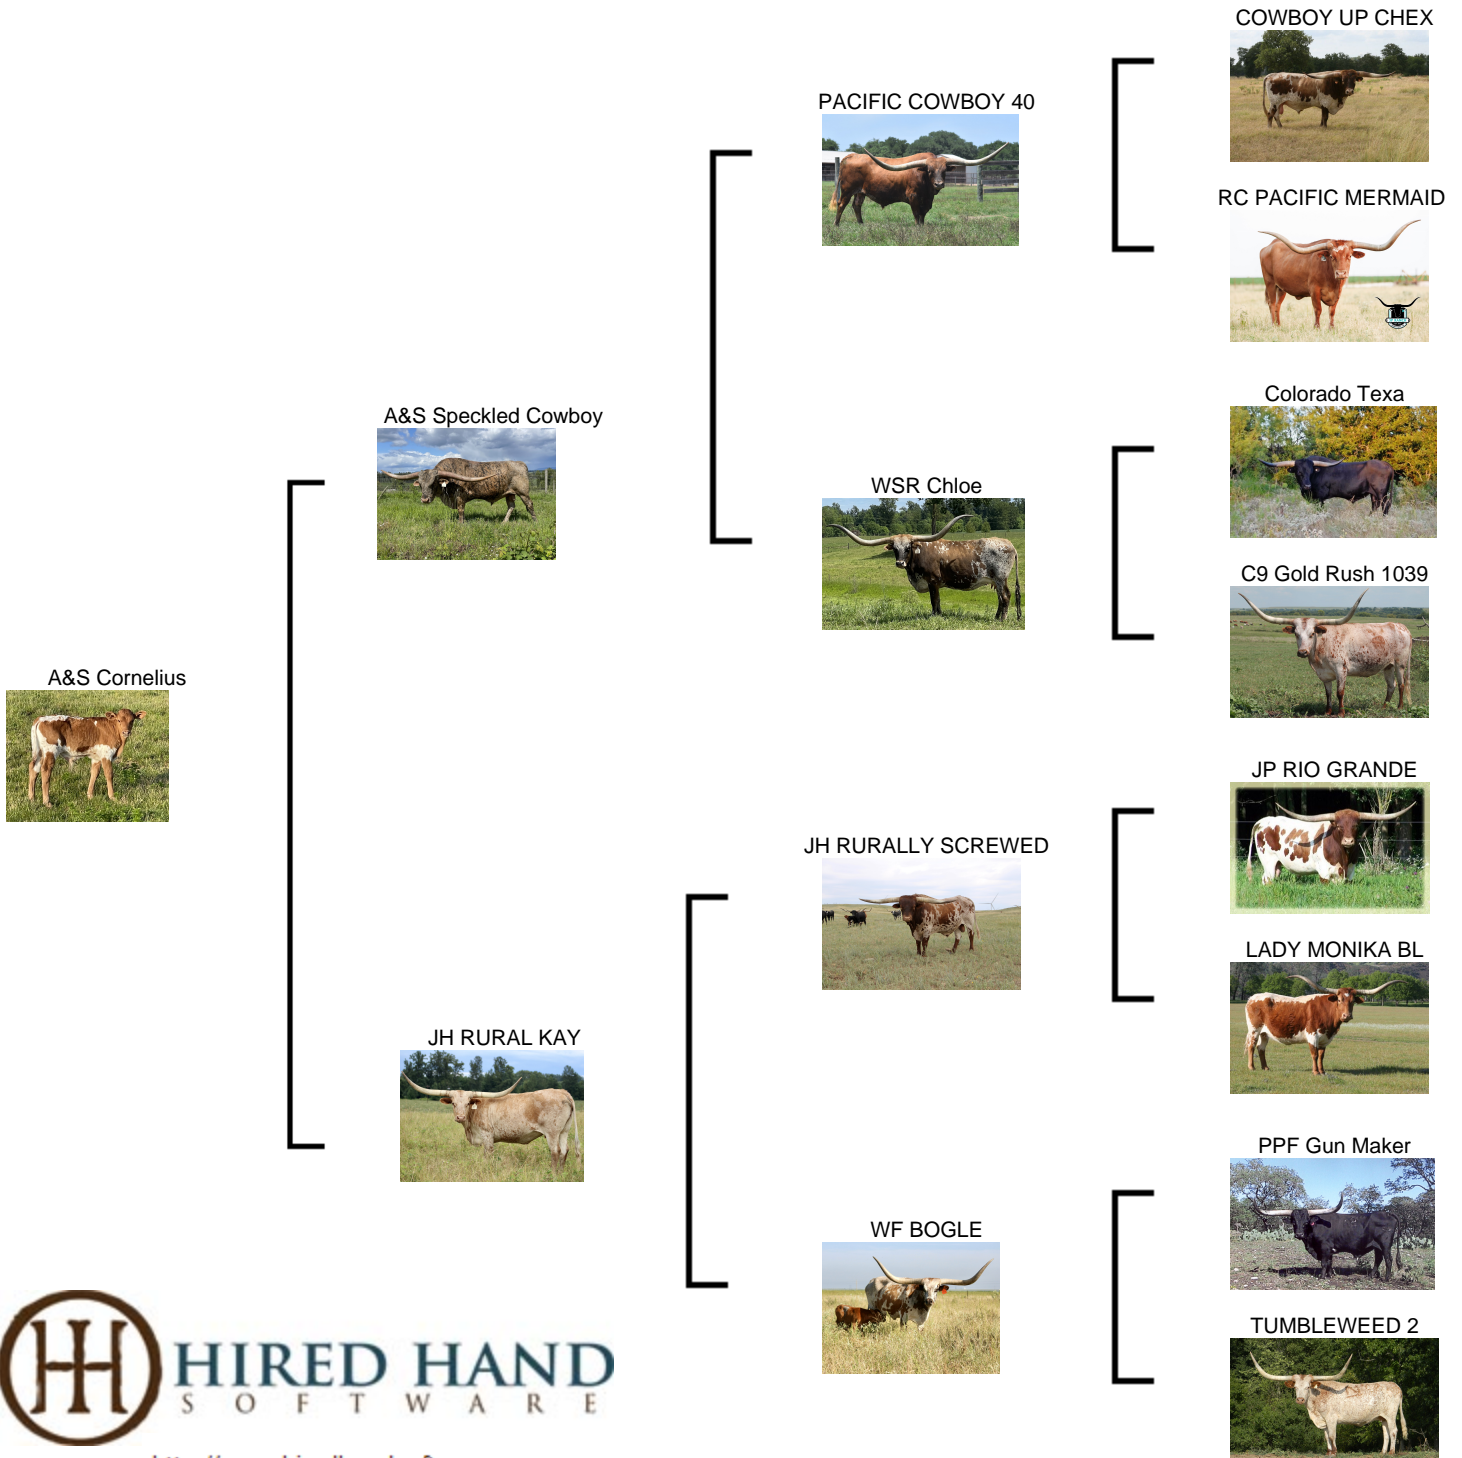 COWBOY UP CHEX
PACIFIC COWBOY 40
RC PACIFIC MERMAID
Colorado Texa
A&S Speckled Cowboy
WSR Chloe
C9 Gold Rush 1039
A&S Cornelius
JP RIO GRANDE
JH RURALLY SCREWED
LADY MONIKA BL
JH RURAL KAY
PPF Gun Maker
WF BOGLE
TUMBLEWEED 2
HIRED HAND
SOFTWARE